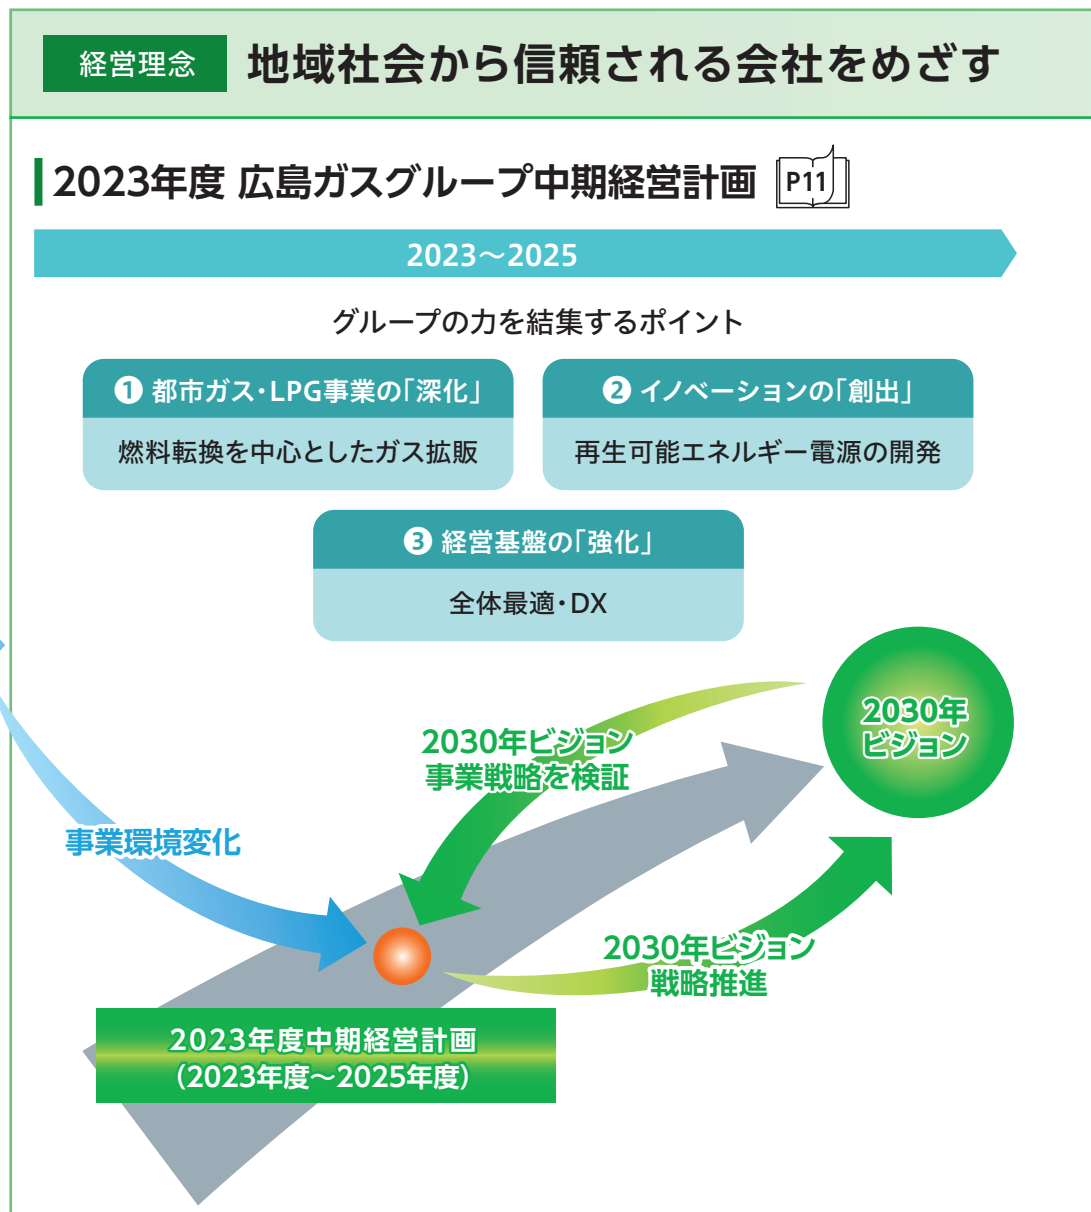 経営理念 地域社会から信頼される会社をめざす
2023年度 広島ガスグループ中期経営計画 P11
2023～2025
グループの力を結集するポイント
❶ 都市ガス・LPG事業の「深化」
燃料転換を中心としたガス拡販
❷ イノベーションの「創出」
再生可能エネルギー電源の開発
❸ 経営基盤の「強化」
全体最適・DX
2030年
ビジョン
2030年ビジョン
事業戦略を検証
事業環境変化
2030年ビジョン
戦略推進
2023年度中期経営計画
（2023年度～2025年度）